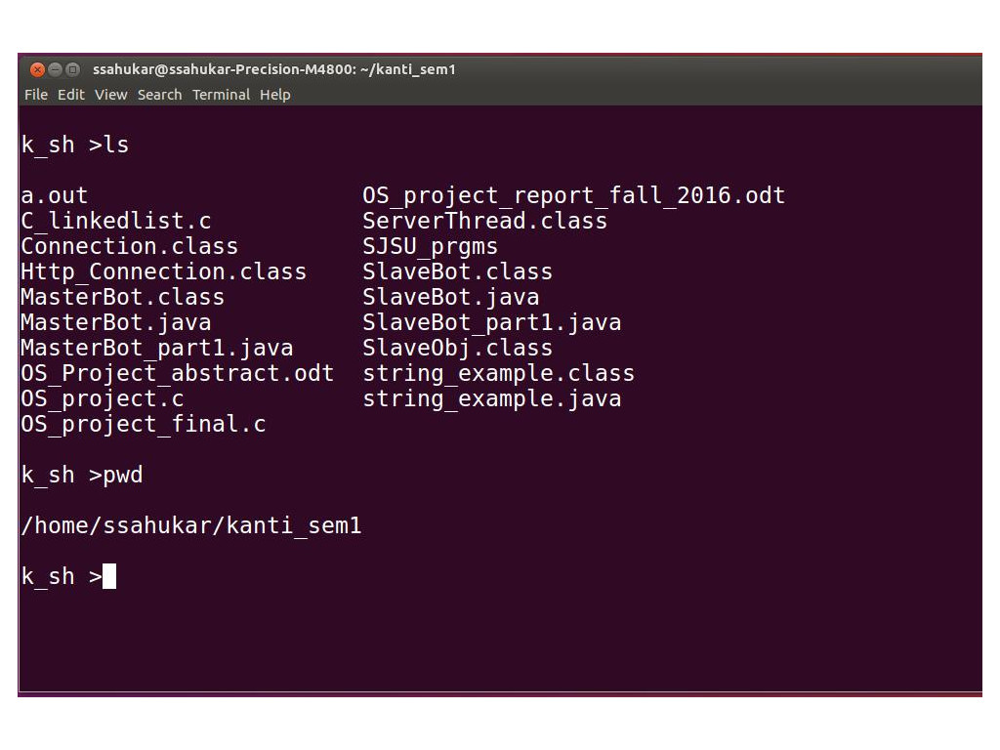 ssahukar@ssahukar-Precision-M4800: ~/kanti_sem1
File Edit View Search Terminal Help
k_sh >ls
a.out OS_project_report_fall_2016.odt
C_linkedlist.c ServerThread.class
Connection.class SJSU_prgms
Http_Connection.class SlaveBot.class
MasterBot.class SlaveBot.java
MasterBot.java SlaveBot_part1.java
MasterBot_part1.java SlaveObj.class
OS_Project_abstract.odt string_example.class
OS_project.c string_example.java
OS_project_final.c
k_sh >pwd
/home/ssahukar/kanti_sem1
k_sh >